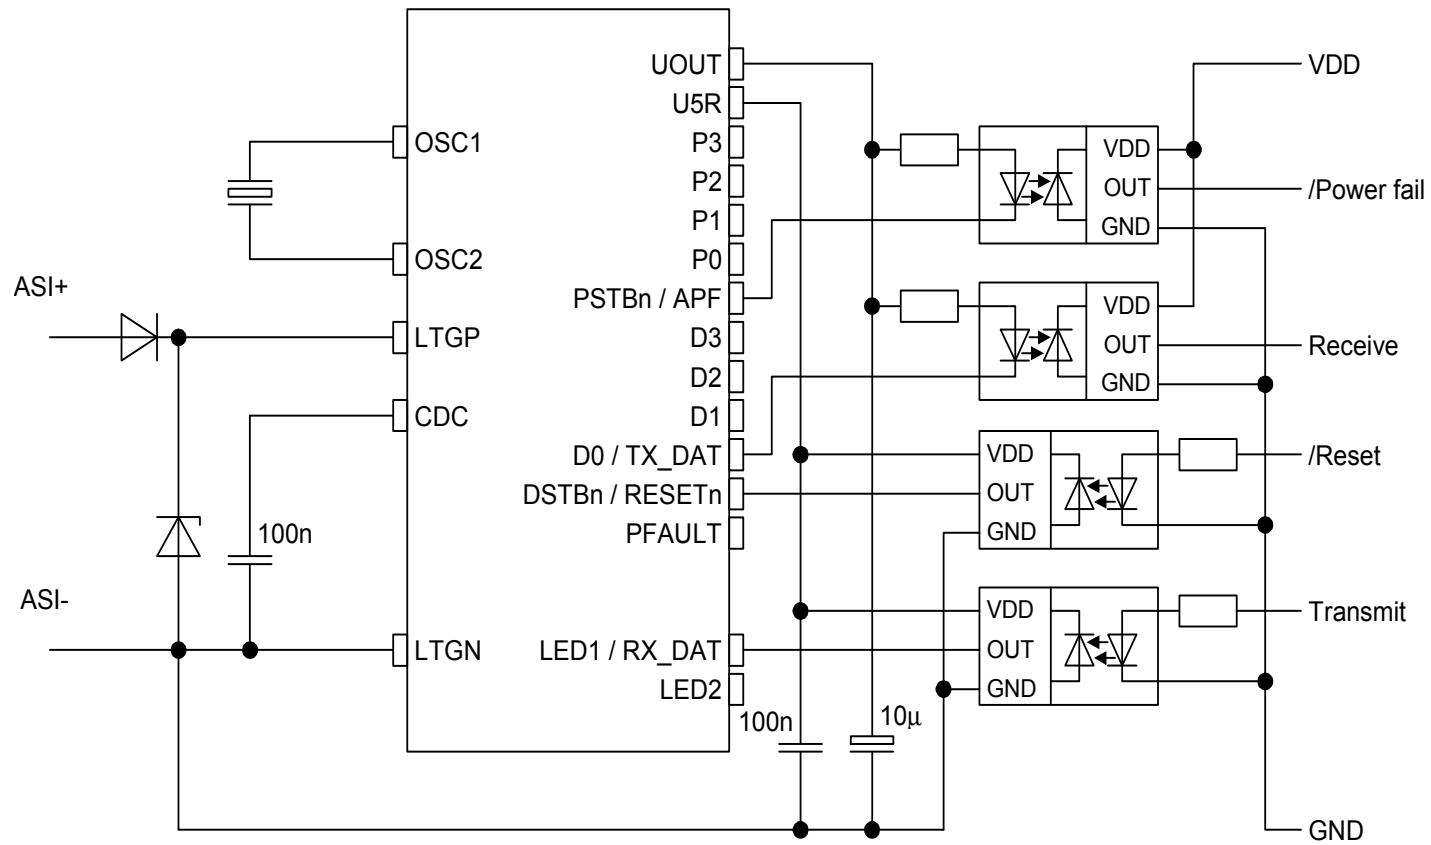 UOUT
VDD
U5R
OSC1
P3
VDD
P2
OUT
/Power fail
P1
GND
OSC2
P0
ASI+
PSTBn / APF
VDD
LTGP
D3
OUT
Receive
D2
GND
CDC
D1
D0 / TX_DAT
VDD
/Reset
DSTBn / RESETn
OUT
100n
PFAULT
GND
ASI-
VDD
Transmit
LTGN
LED1 / RX_DAT
OUT
LED2
GND
100n
10µ
GND